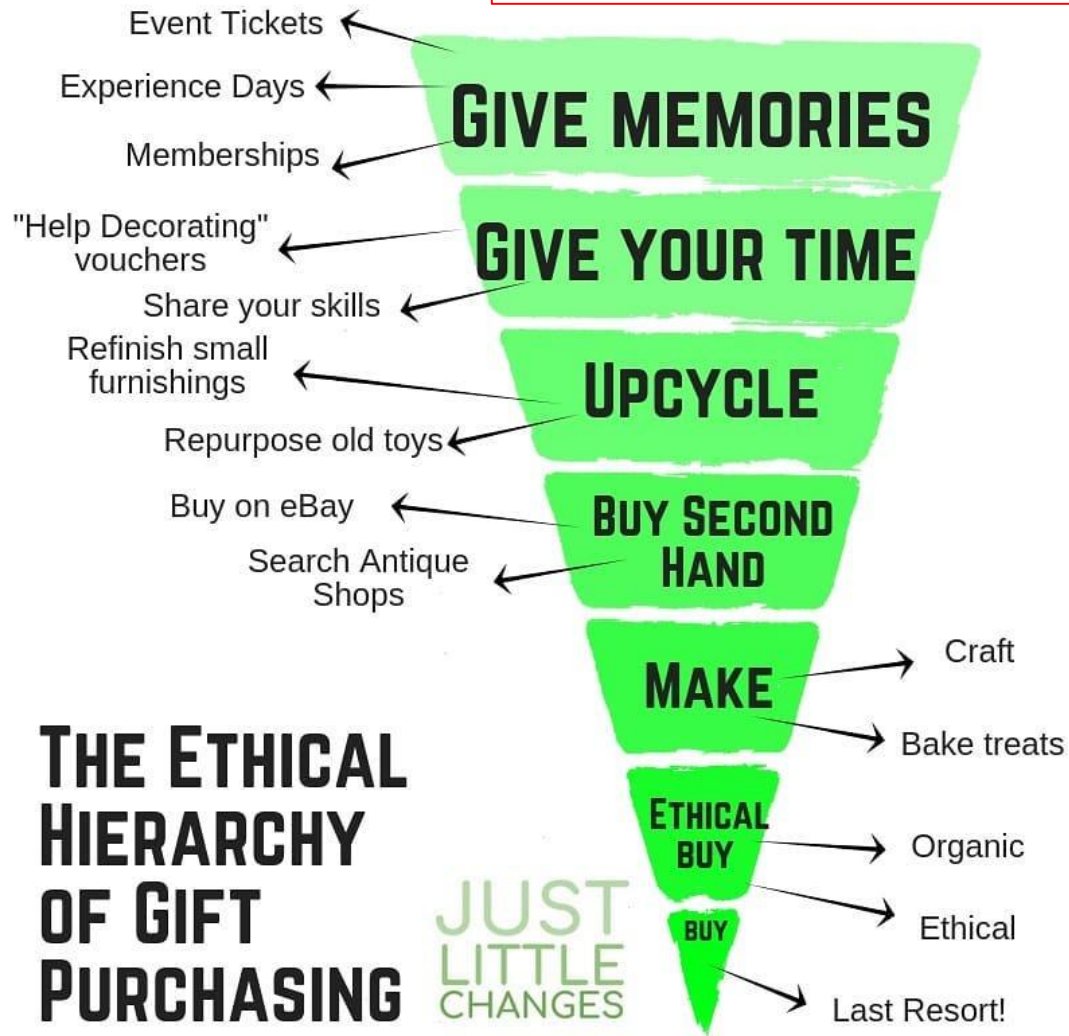 Event Tickets
Experience Days
Memberships
GIVE MEMORIES
"Help Decorating"
vouchers
Share your skills
GIVE YOUR TIME
Refinish small
furnishings
Repurpose old toys
UPCYCLE
Buy on eBay
Search Antique
Shops
BUY SECOND
HAND
MAKE
Craft
Bake treats
ETHICAL
BUY
Organic
Ethical
BUY
Last Resort!
THE ETHICAL
HIERARCHY
OF GIFT
PURCHASING
JUST
LITTLE
CHANGES